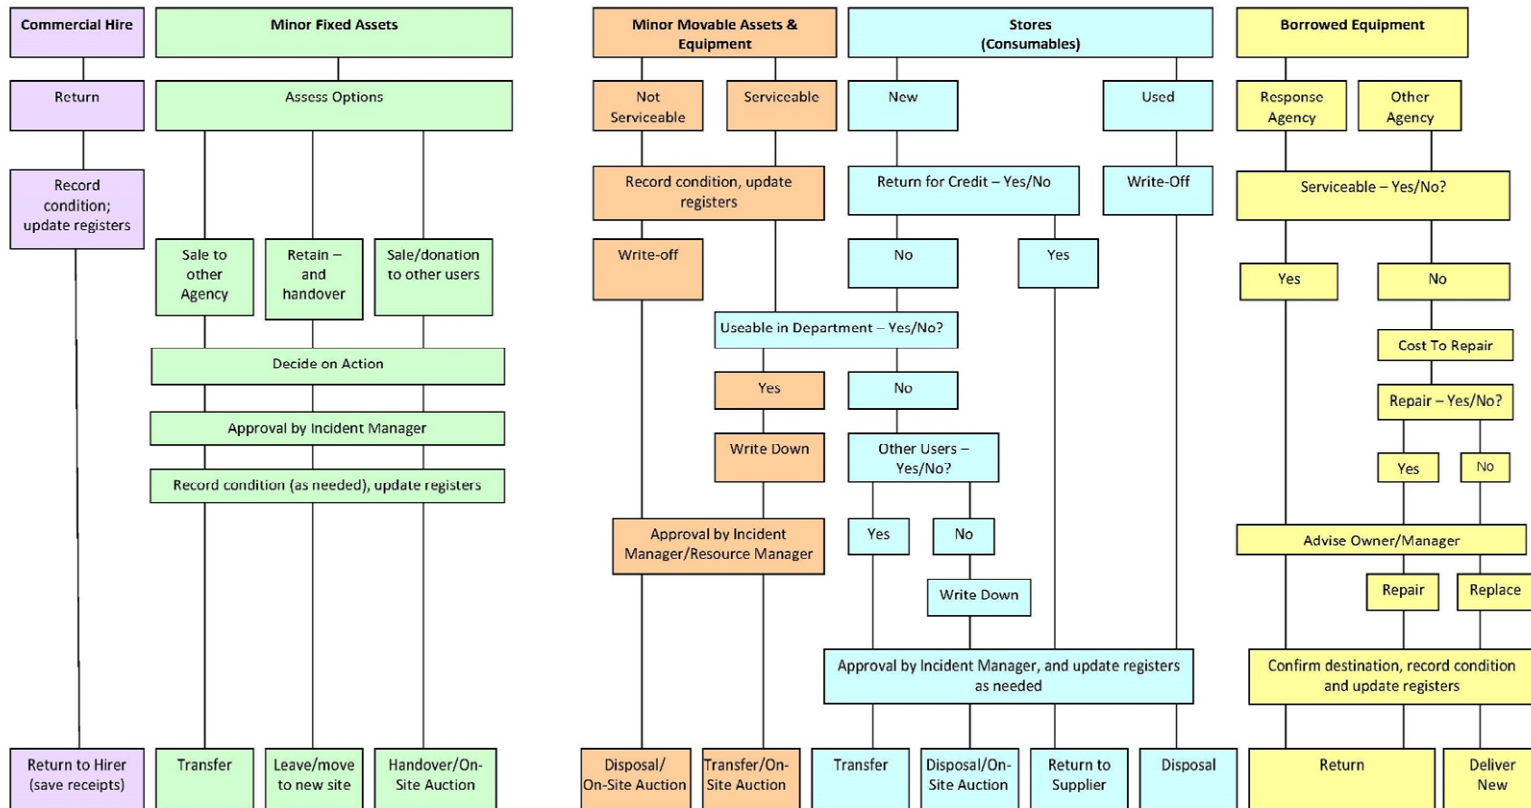 Commercial Hire
Minor Fixed Assets
Minor Movable Assets &
Equipment
Stores
(Consumables)
Borrowed Equipment
Return
Assess Options
Not
Serviceable
Serviceable
New
Used
Response
Agency
Other
Agency
Record
condition;
update registers
Record condition, update
registers
Return for Credit – Yes/No
Write-Off
Serviceable – Yes/No?
Sale to
other
Agency
Retain –
and
handover
Sale/donation
to other users
Write-off
No
Yes
Yes
No
Useable in Department – Yes/No?
Cost To Repair
Decide on Action
Yes
No
Repair – Yes/No?
Approval by Incident Manager
Write Down
Other Users –
Yes/No?
Yes
No
Record condition (as needed), update registers
Approval by Incident
Manager/Resource Manager
Yes
No
Advise Owner/Manager
Write Down
Repair
Replace
Approval by Incident Manager, and update registers
as needed
Confirm destination, record condition
and update registers
Return to Hirer
(save receipts)
Transfer
Leave/move
to new site
Handover/On-
Site Auction
Disposal/
On-Site Auction
Transfer/On-
Site Auction
Transfer
Disposal/On-
Site Auction
Return to
Supplier
Disposal
Return
Deliver
New